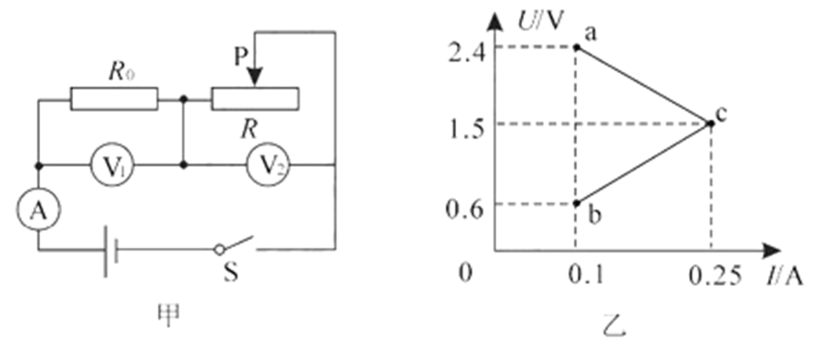 P
R₀
R
V₁
V₂
A
S
甲
U/V
a
2.4
c
1.5
0.6
b
0
0.1
0.25
I/A
乙